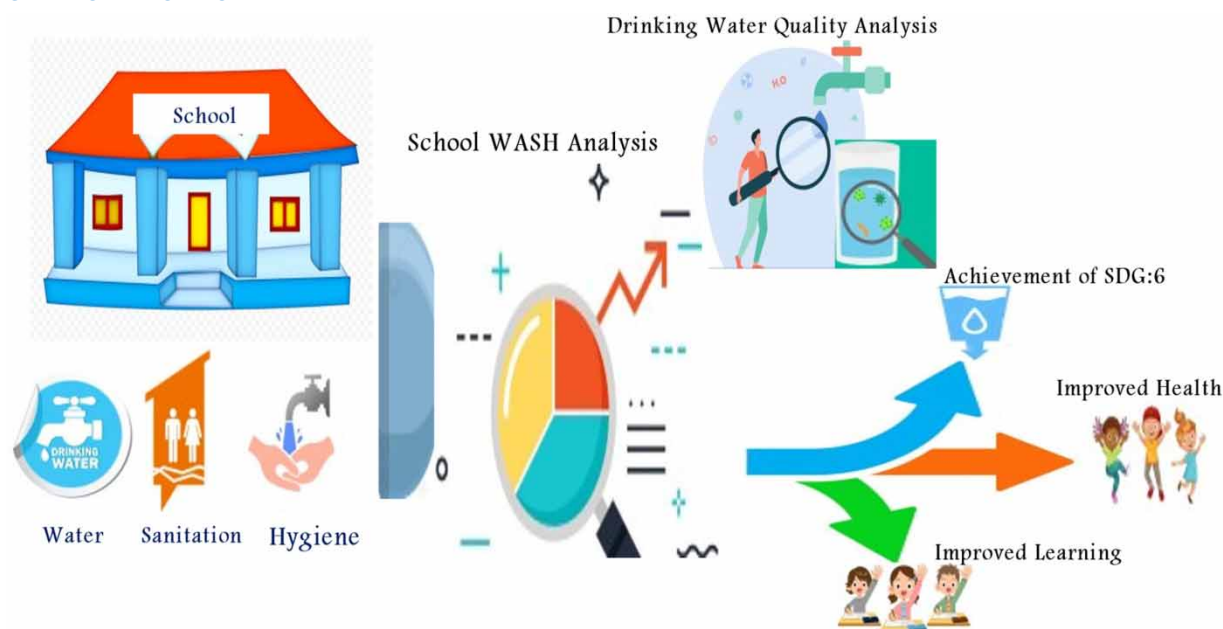 Drinking Water Quality Analysis
H₂O
School
School WASH Analysis
Achievement of SDG:6
Improved Health
DRINKING
WATER
Water
Sanitation
Hygiene
Improved Learning